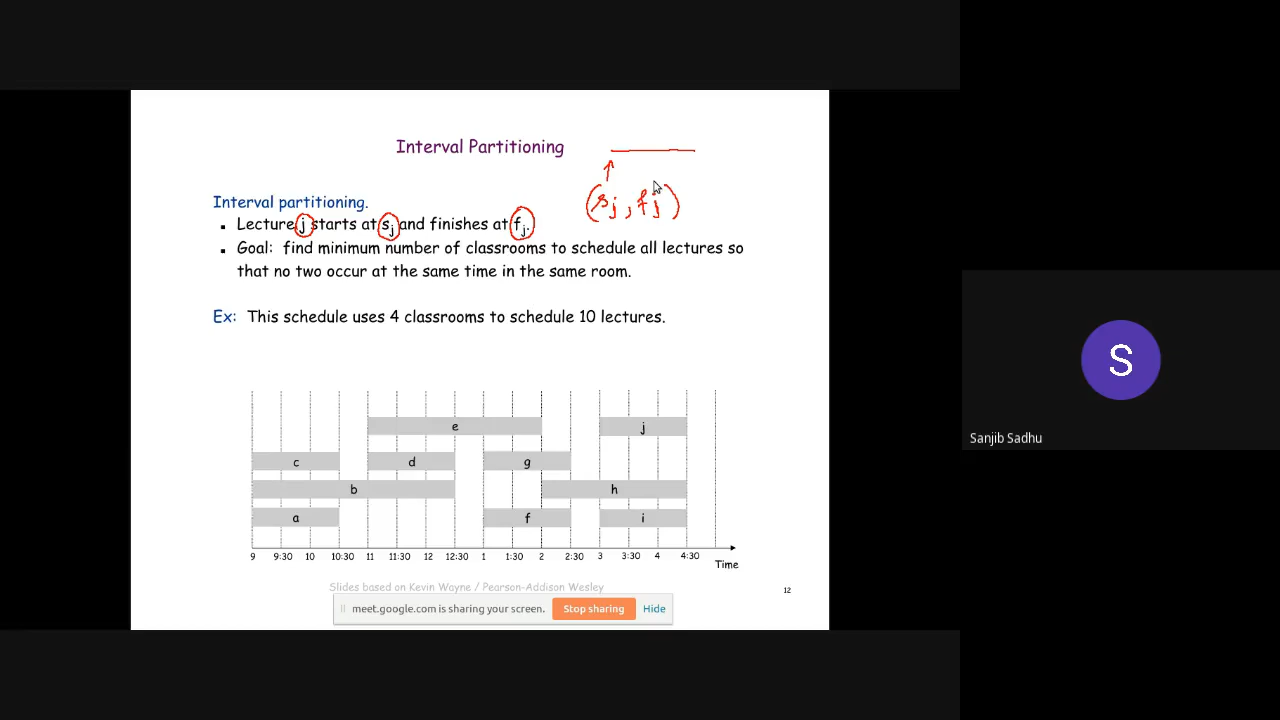 Interval Partitioning
(sj, fj)
Interval partitioning.
Lecture j starts at sj and finishes at fj.
Goal: find minimum number of classrooms to schedule all lectures so
that no two occur at the same time in the same room.
Ex: This schedule uses 4 classrooms to schedule 10 lectures.
e j
c d g
b h
a f i
9 9:30 10 10:30 11 11:30 12 12:30 1 1:30 2 2:30 3 3:30 4 4:30
Time
Slides based on Kevin Wayne / Pearson-Addison Wesley
12
meet.google.com is sharing your screen. Stop sharing Hide
S
Sanjib Sadhu